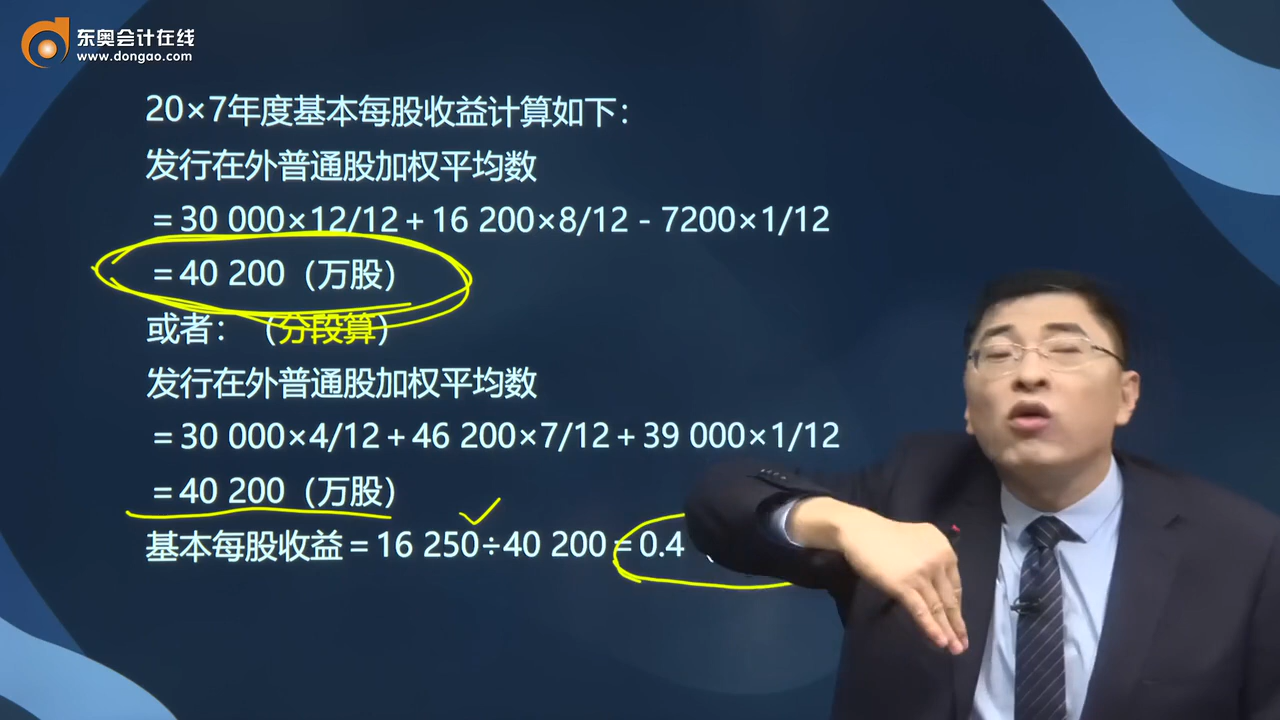 东奥会计在线
www.dongao.com
20×7年度基本每股收益计算如下：
发行在外普通股加权平均数
＝30 000×12/12＋16 200×8/12－7200×1/12
＝40 200（万股）
或者：（分段算）
发行在外普通股加权平均数
＝30 000×4/12＋46 200×7/12＋39 000×1/12
＝40 200（万股）
基本每股收益＝16 250÷40 200＝0.4